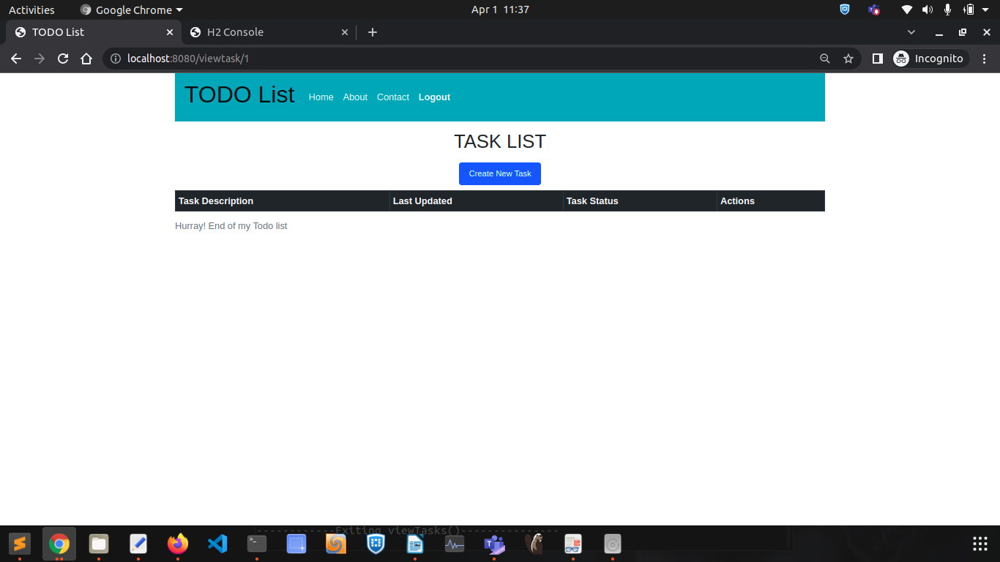 Activities Google Chrome Apr 1 11:37
TODO List H2 Console
localhost:8080/viewtask/1 Incognito
TODO List Home About Contact Logout
TASK LIST
Create New Task
Task Description Last Updated Task Status Actions
Hurray! End of my Todo list
------------Exiting viewTasks()---------------